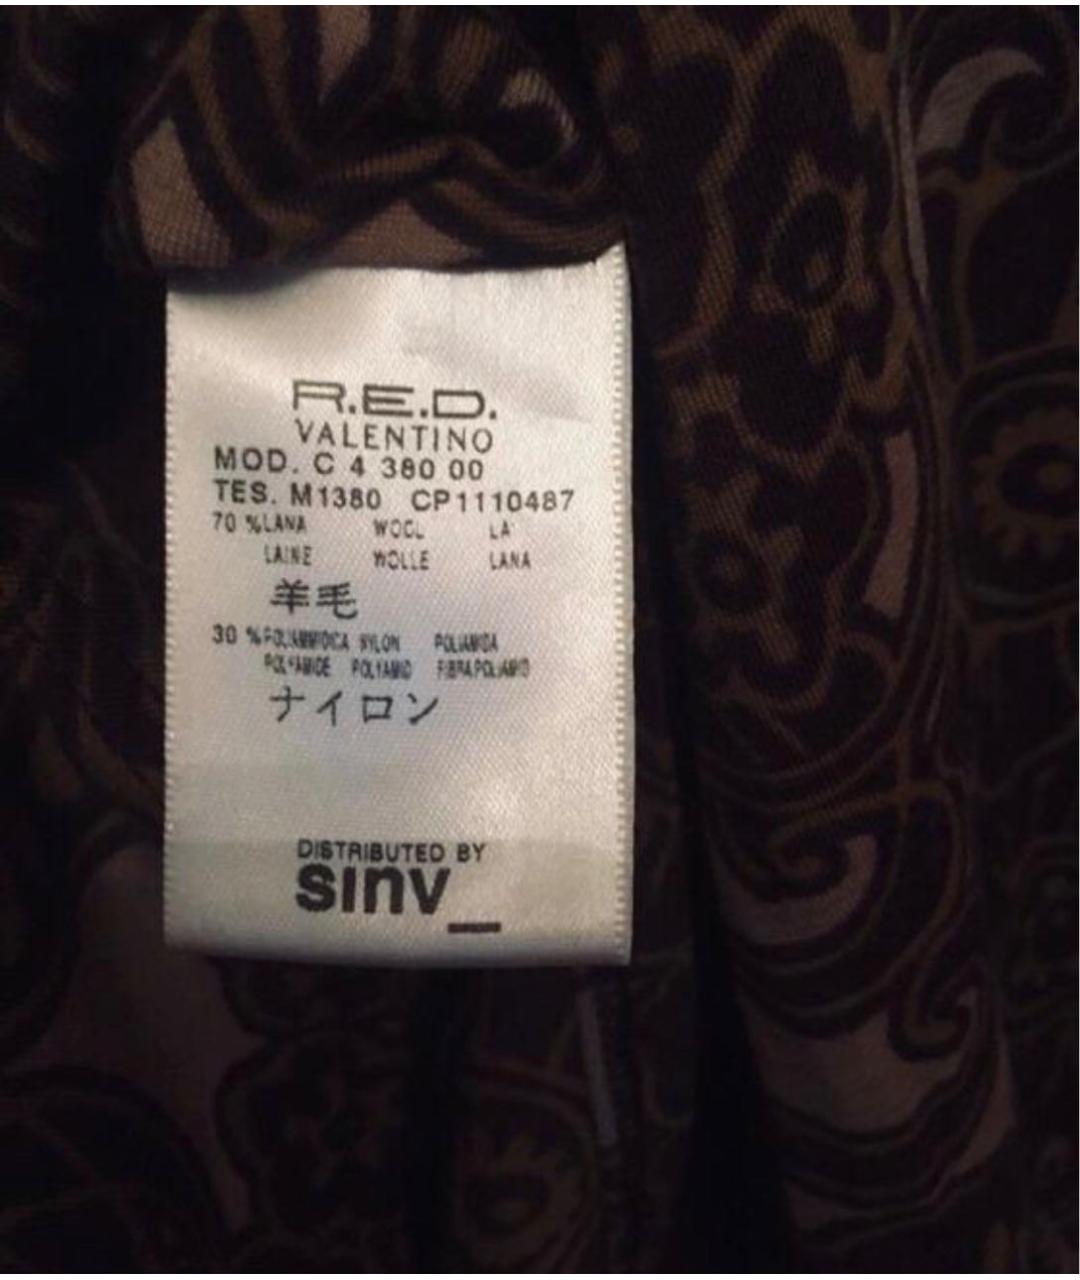 R.E.D.
VALENTINO
MOD. C 4 380 00
TES. M1380 CP1110487
70 %LANA WOOL LA
LAINE WOLLE LANA
羊毛
30 %POLIAMMIDICA NYLON POLIAMIDA
POLYAMIDE POLYAMID FIBRA POLIAMID
ナイロン
DISTRIBUTED BY
sinv_